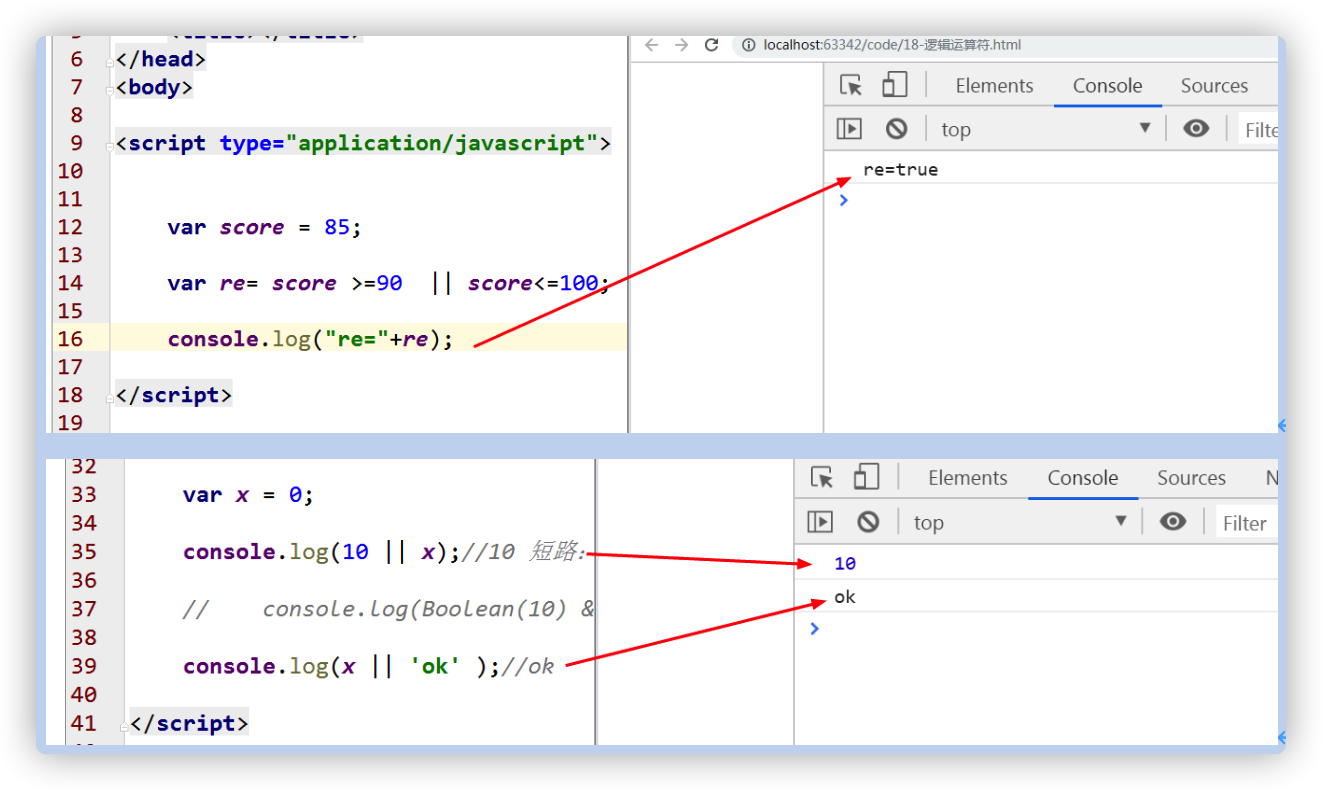 6 </head>
7 <body>
8
9 <script type="application/javascript">
10
11
12 var score = 85;
13
14 var re= score >=90 || score<=100;
15
16 console.log("re="+re);
17
18 </script>
19
localhost:63342/code/18-逻辑运算符.html
Elements Console Sources
top
Filte
re=true
32
33 var x = 0;
34
35 console.log(10 || x);//10 短路:
36
37 // console.log(Boolean(10) &
38
39 console.log(x || 'ok' );//ok
40
41 </script>
Elements Console Sources N
top Filter
10
ok